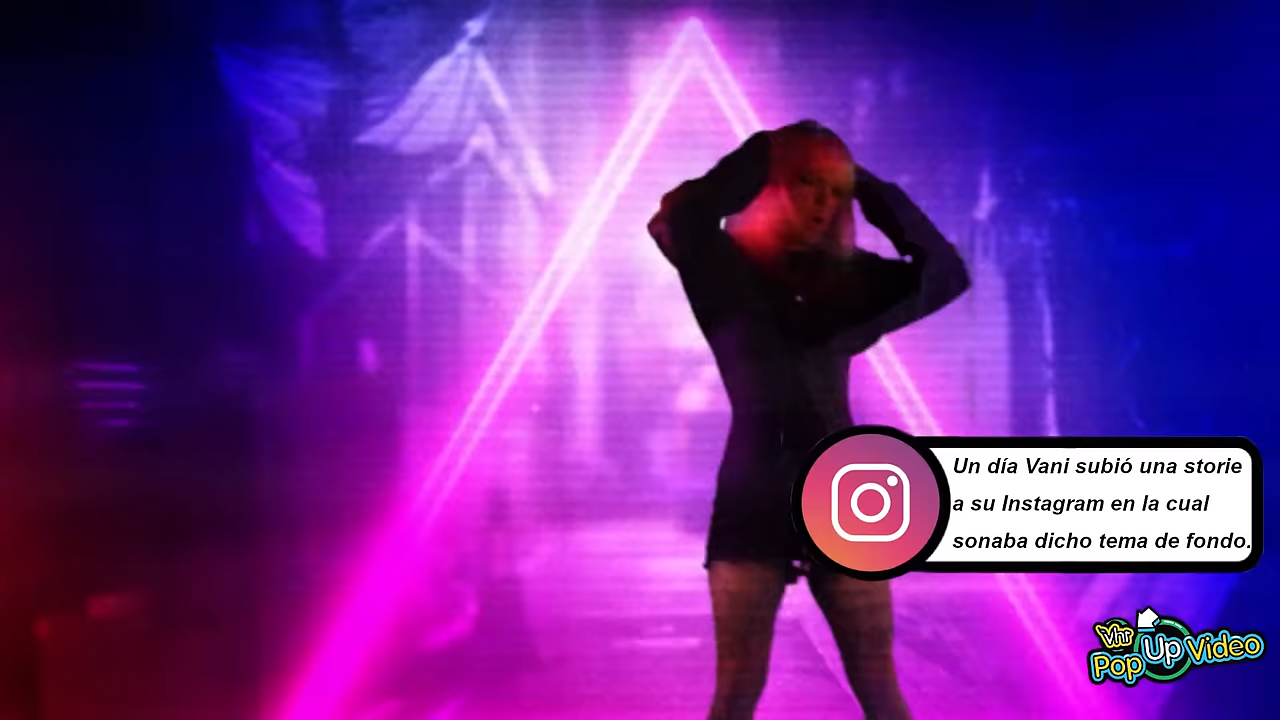 Un día Vani subió una storie
a su Instagram en la cual
sonaba dicho tema de fondo.
Vhr
Pop Up Video